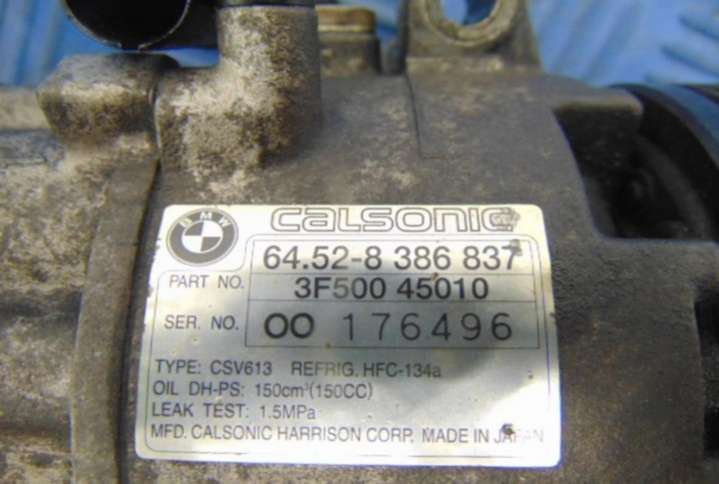 BMW CALSONIC
64.52-8 386 837
PART NO. 3F500 45010
SER. NO. OO 176496
TYPE: CSV613 REFRIG. HFC-134a
OIL DH-PS: 150cm³(150CC)
LEAK TEST: 1.5MPa
MFD. CALSONIC HARRISON CORP. MADE IN JAPAN